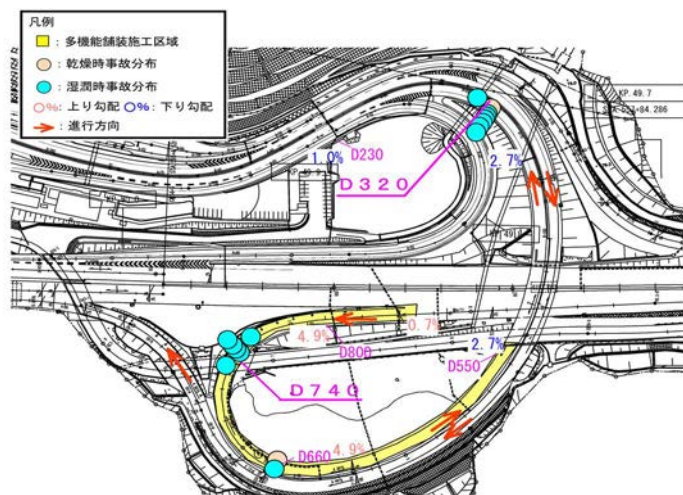 凡例
：多機能舗装施工区域
：乾燥時事故分布
：湿潤時事故分布
○%：上り勾配 ○%：下り勾配
：進行方向
KP.49.7
D230
1.0%
2.7%
D320
4.9%
0.7%
D800
2.7%
D550
D740
D660
4.9%